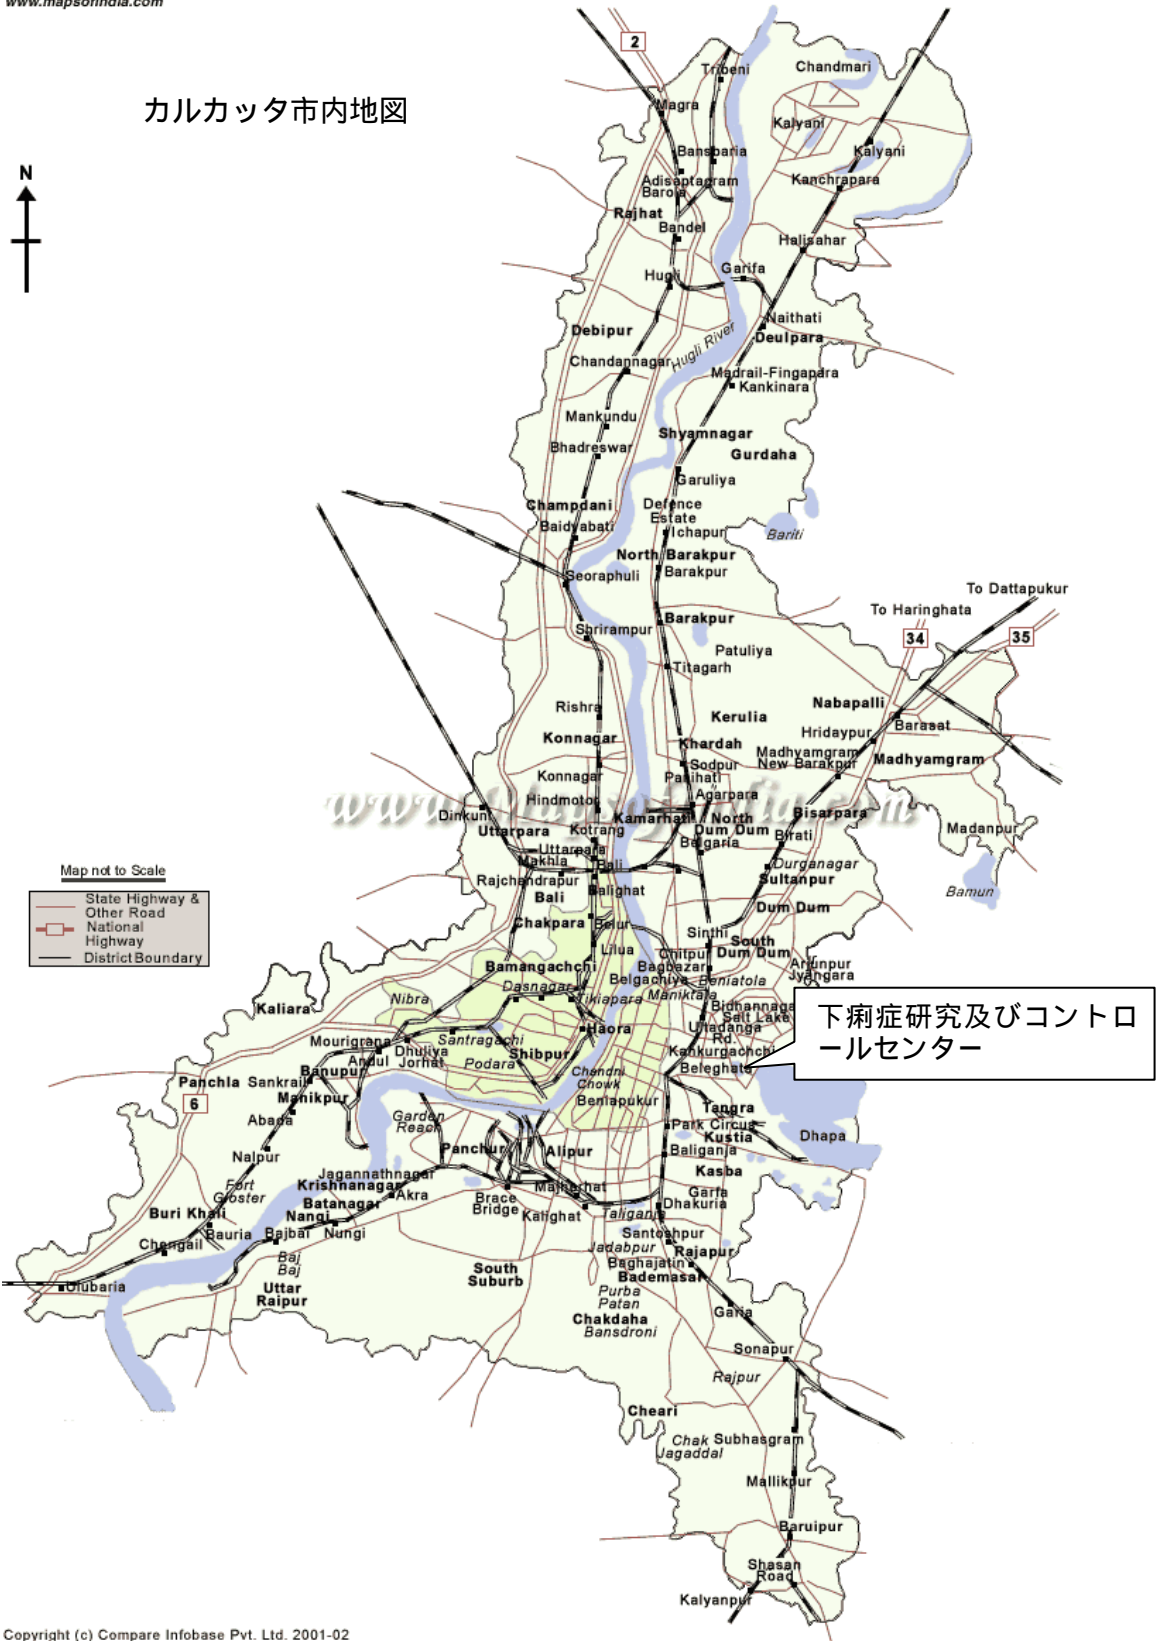 www.mapsofindia.com
2
Tribeni
Chandmari
カルカッタ市内地図
Magra
Kalyani
Bansbaria
Kalyani
N
Adisaptagram
Kanchrapara
Baroja
Rajhat
Bandel
Halisahar
Hugli
Garifa
Naithati
Debipur
Deulpara
Hugli River
Chandannagar
Madrail-Fingapara
Kankinara
Mankundu
Shyamnagar
Bhadreswar
Gurdaha
Garuliya
Champdani
Defence
Estate
Baidyabati
Ichapur
Bariti
North Barakpur
Seoraphuli
Barakpur
To Dattapukur
To Haringhata
Barakpur
Shrirampur
34
35
Patuliya
Titagarh
Nabapalli
Rishra
Kerulia
Barasat
Hridaypur
Konnagar
Khardah
Madhyamgram
Madhyamgram
New Barakpur
Sodpur
Konnagar
Panihati
Agarpara
Hindmotor
www.Mapsofindia.com
Dinkuni
Kamarhati
North
Dum Dum
Bisarpara
Uttarpara
Kotrang
Madanpur
Birati
Belgaria
Uttarpara
Makhla
Bali
Durganagar
Map not to Scale
Rajchandrapur
Sultanpur
Balighat
Bamun
Bali
State Highway &
Other Road
Dum Dum
National
Highway
Chakpara
Belur
Sinthi
South
Dum Dum
District Boundary
Lilua
Chitpur
Bamangachchi
Bagbazar
Arjunpur
Jyangara
Belgachiya
Beniatola
Dasnagar
Nibra
Tikiapara
Maniktala
Bidhannaga
Kaliara
Salt Lake
下痢症研究及びコントロ
ールセンター
Haora
Ultadanga
Rd.
Mourigrana
Santragachi
Dhuliya
Shibpur
Kankurgachchi
Andul
Jorhat
Podara
Beleghata
Banupur
Chandni
Chowk
Panchla
Sankrail
Manikpur
Beniapukur
6
Tangra
Abada
Garden
Reach
Park Circus
Kustia
Dhapa
Nalpur
Panchur
Alipur
Baliganja
Jagannathnagar
Kasba
Fort
Gloster
Krishnanagar
Majherhat
Akra
Brace
Bridge
Garfa
Batanagar
Dhakuria
Buri Khali
Nangi
Kalighat
Taliganja
Bauria
Bajbai
Nungi
Santoshpur
Chengail
Jadabpur
Rajapur
Baj
Baj
Baghajatin
South
Suburb
Bademasar
Ulubaria
Uttar
Raipur
Purba
Patan
Garia
Chakdaha
Bansdroni
Sonapur
Rajpur
Cheari
Chak
Jagaddal
Subhasgram
Mallikpur
Baruipur
Shasan
Road
Kalyanpur
Copyright (c) Compare Infobase Pvt. Ltd. 2001-02